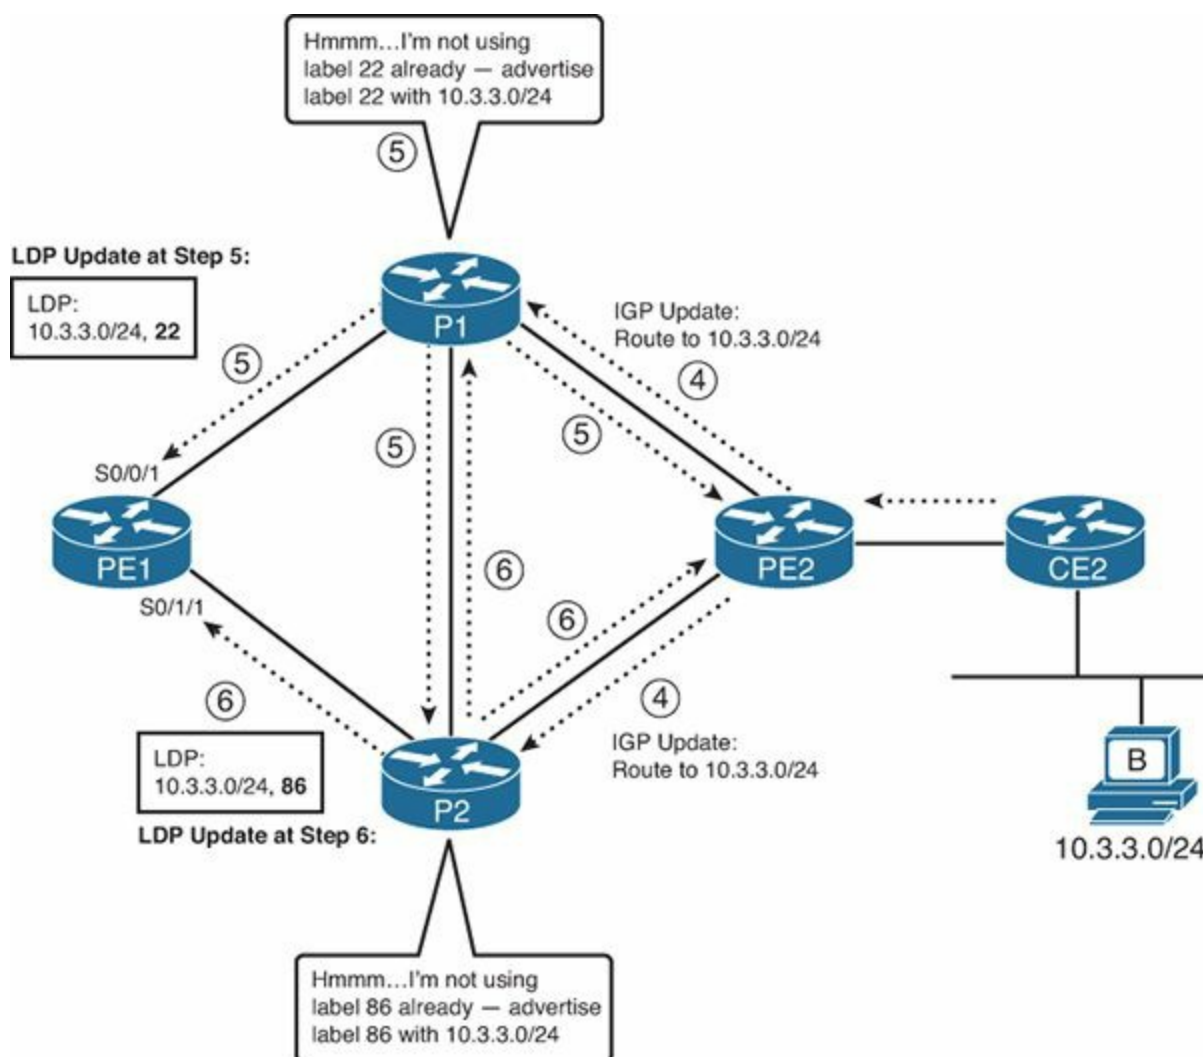 Hmmm...I'm not using
label 22 already — advertise
label 22 with 10.3.3.0/24
5
LDP Update at Step 5:
LDP:
10.3.3.0/24, 22
P1
IGP Update:
Route to 10.3.3.0/24
5
4
5
5
S0/0/1
PE1
PE2
CE2
S0/1/1
6
6
6
4
LDP:
10.3.3.0/24, 86
LDP Update at Step 6:
P2
IGP Update:
Route to 10.3.3.0/24
B
10.3.3.0/24
Hmmm...I'm not using
label 86 already — advertise
label 86 with 10.3.3.0/24